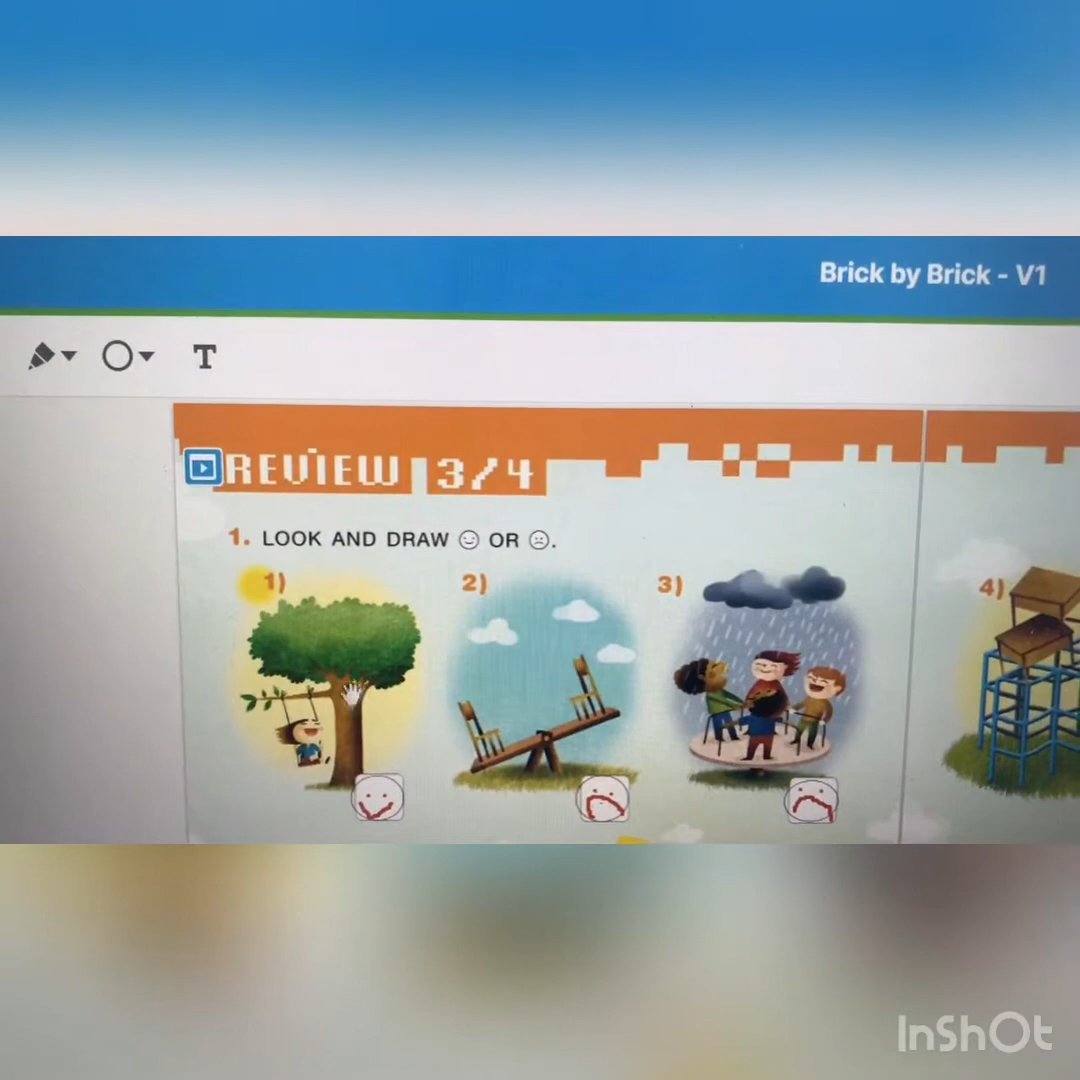 Brick by Brick - V1
T
REVIEW 3/4
1. LOOK AND DRAW ☺ OR ☹.
1) 2) 3) 4)
InShOt